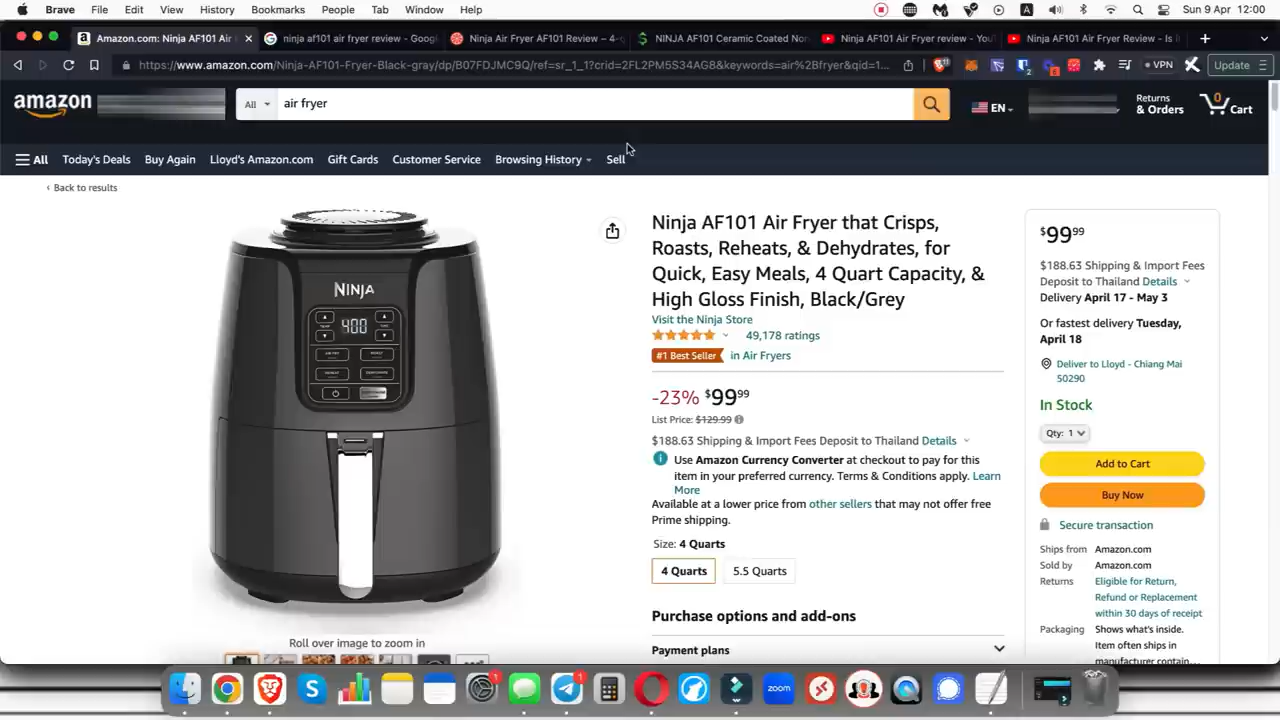 Brave File Edit View History Bookmarks People Tab Window Help A Sun 9 Apr 12:00
Amazon.com: Ninja AF101 Air ninja af101 air fryer review - Goog Ninja Air Fryer AF101 Review – 4- NINJA AF101 Ceramic Coated Non Ninja AF101 Air Fryer review - You Ninja AF101 Air Fryer Review - Is
https://www.amazon.com/Ninja-AF101-Fryer-Black-gray/dp/B07FDJMC9Q/ref=sr_1_1?crid=2FL2PM5S34AG8&keywords=air%2Bfryer&qid=1... VPN Update
amazon All air fryer EN Returns
& Orders 0 Cart
All Today's Deals Buy Again Lloyd's Amazon.com Gift Cards Customer Service Browsing History Sell
‹ Back to results
NINJA
400
Roll over image to zoom in
Ninja AF101 Air Fryer that Crisps,
Roasts, Reheats, & Dehydrates, for
Quick, Easy Meals, 4 Quart Capacity, &
High Gloss Finish, Black/Grey
Visit the Ninja Store
49,178 ratings
#1 Best Seller in Air Fryers
-23% $9999
List Price: $129.99
$188.63 Shipping & Import Fees Deposit to Thailand Details
Use Amazon Currency Converter at checkout to pay for this
item in your preferred currency. Terms & Conditions apply. Learn
More
Available at a lower price from other sellers that may not offer free
Prime shipping.
Size: 4 Quarts
4 Quarts 5.5 Quarts
Purchase options and add-ons
Payment plans
$9999
$188.63 Shipping & Import Fees
Deposit to Thailand Details
Delivery April 17 - May 3
Or fastest delivery Tuesday,
April 18
Deliver to Lloyd - Chiang Mai
50290
In Stock
Qty: 1
Add to Cart
Buy Now
Secure transaction
Ships from Amazon.com
Sold by Amazon.com
Returns Eligible for Return,
Refund or Replacement
within 30 days of receipt
Packaging Shows what's inside.
Item often ships in
manufacturer contain...
zoom